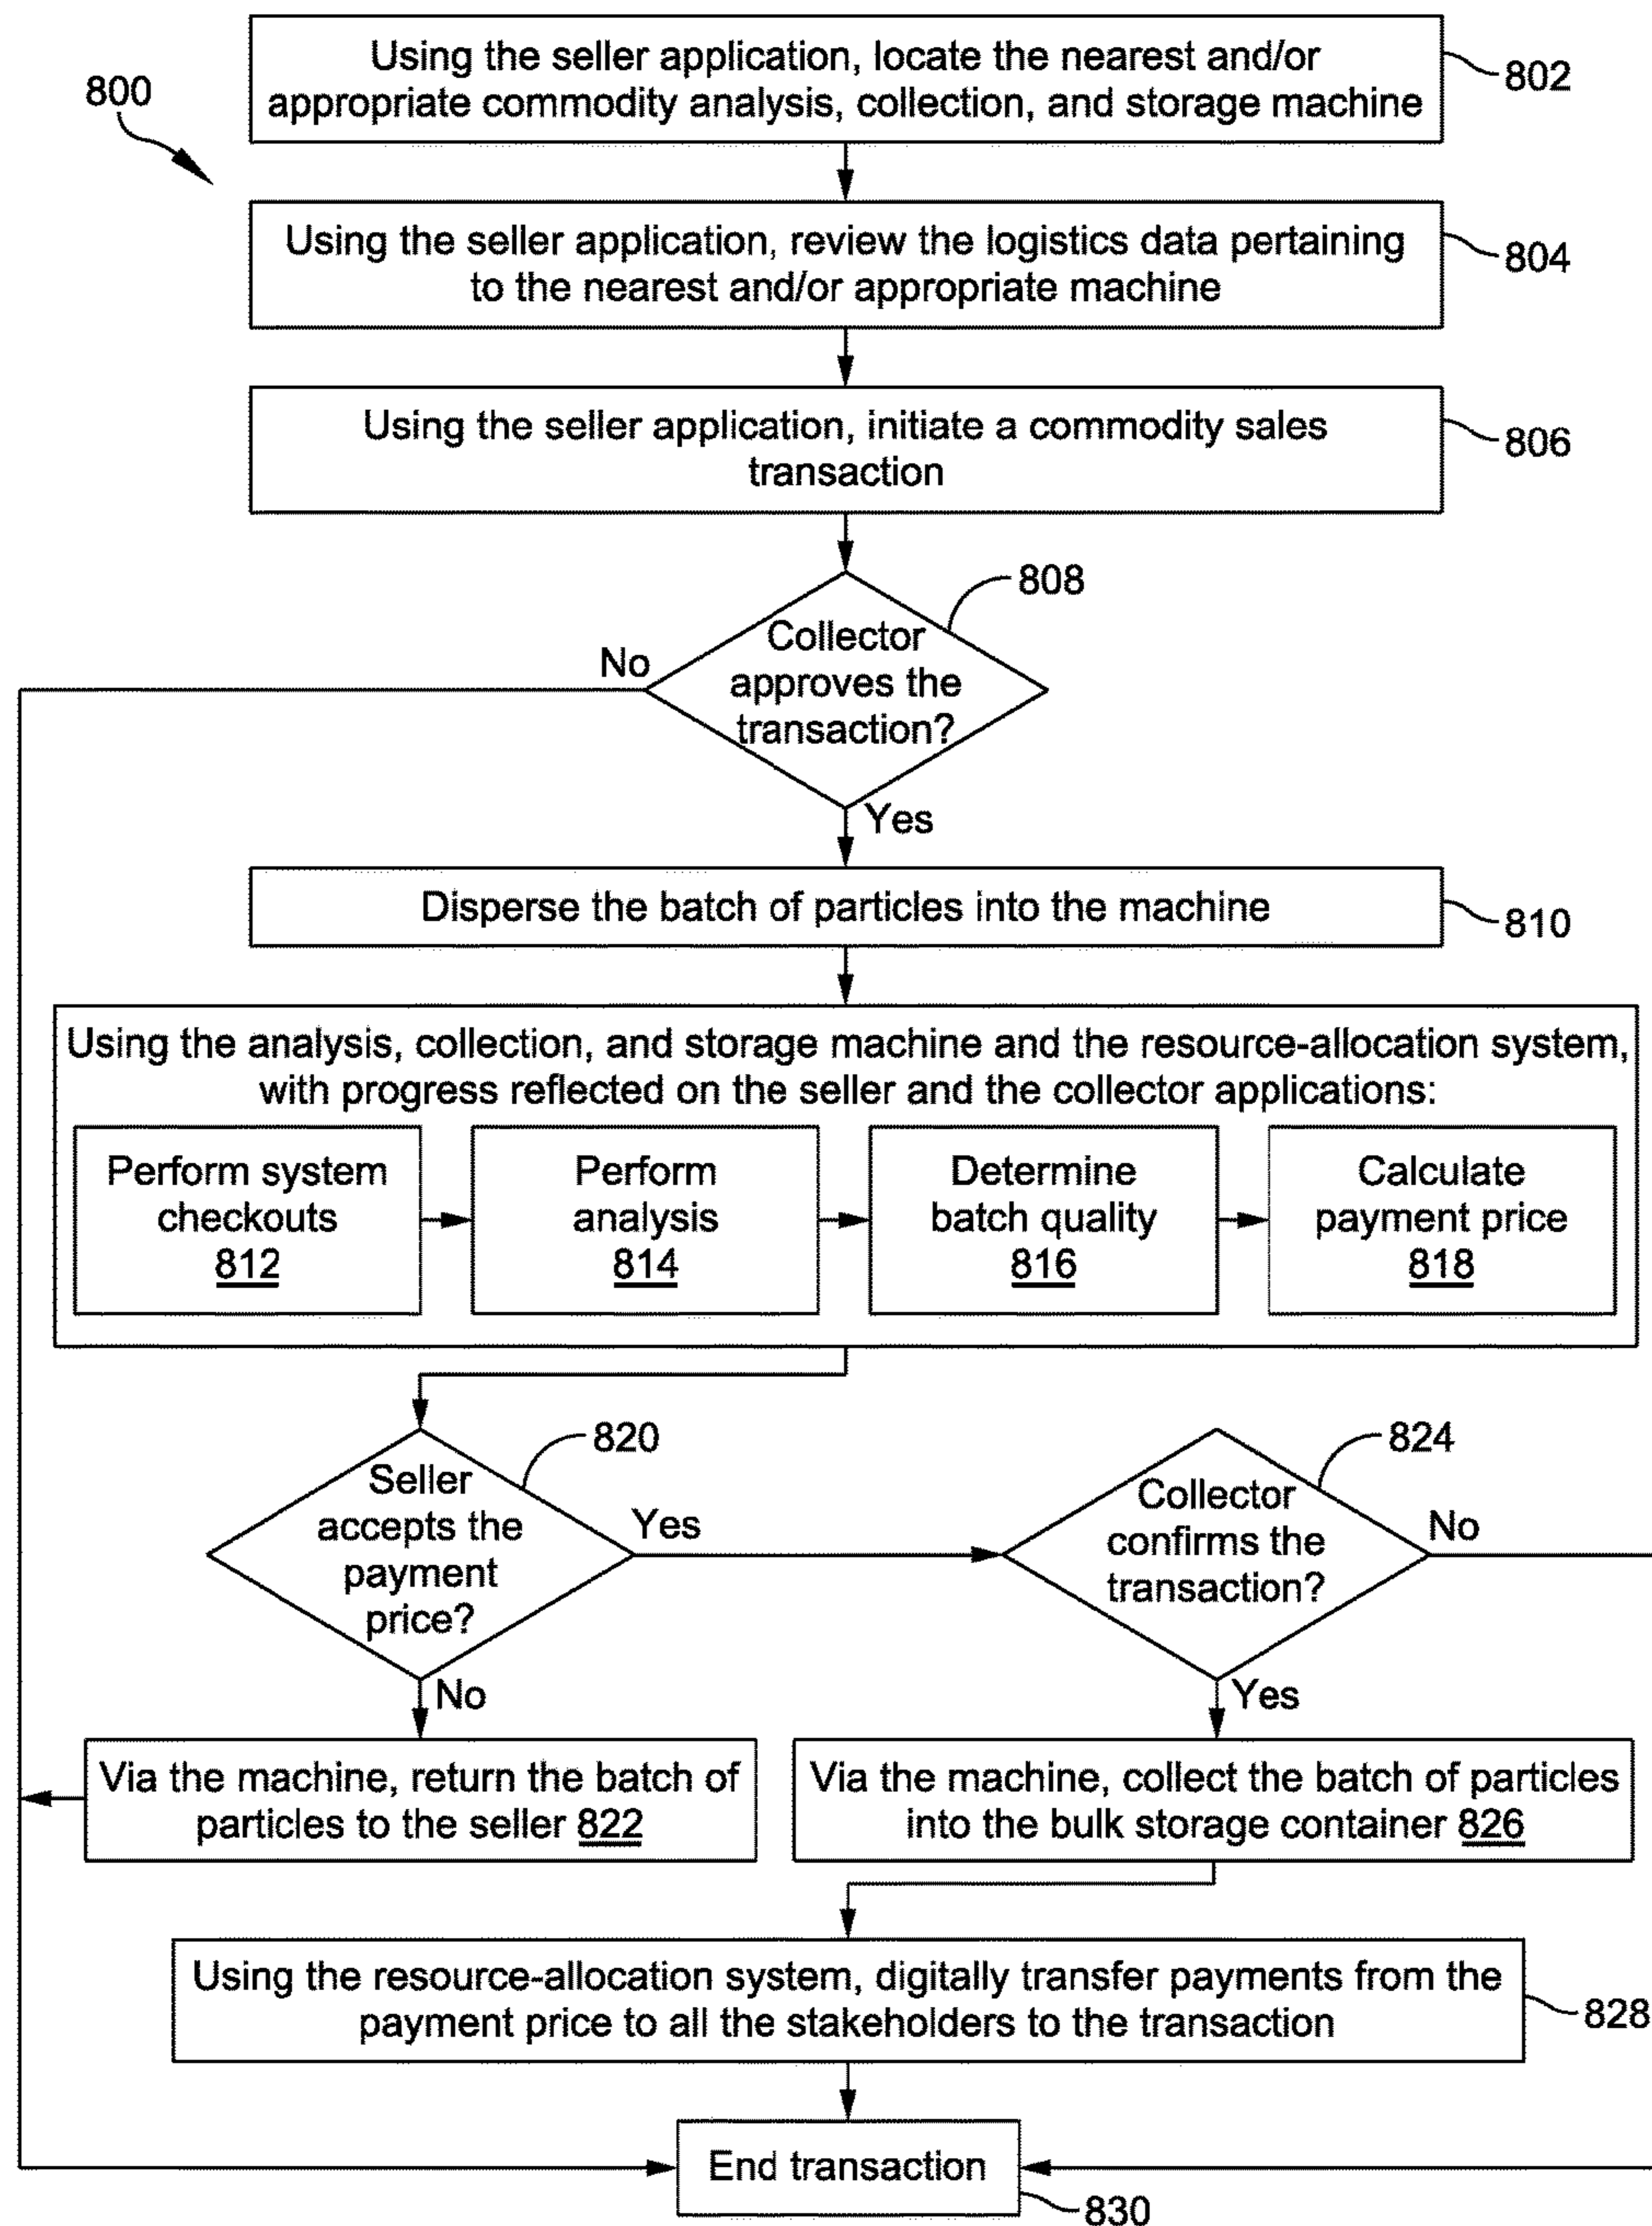 800
Using the seller application, locate the nearest and/or
appropriate commodity analysis, collection, and storage machine
802
Using the seller application, review the logistics data pertaining
to the nearest and/or appropriate machine
804
Using the seller application, initiate a commodity sales
transaction
806
808
Collector
approves the
transaction?
No
Yes
Disperse the batch of particles into the machine
810
Using the analysis, collection, and storage machine and the resource-allocation system,
with progress reflected on the seller and the collector applications:
Perform system
checkouts
812
Perform
analysis
814
Determine
batch quality
816
Calculate
payment price
818
820
Seller
accepts the
payment
price?
Yes
No
824
Collector
confirms the
transaction?
No
Yes
Via the machine, return the batch of
particles to the seller 822
Via the machine, collect the batch of particles
into the bulk storage container 826
Using the resource-allocation system, digitally transfer payments from the
payment price to all the stakeholders to the transaction
828
End transaction
830